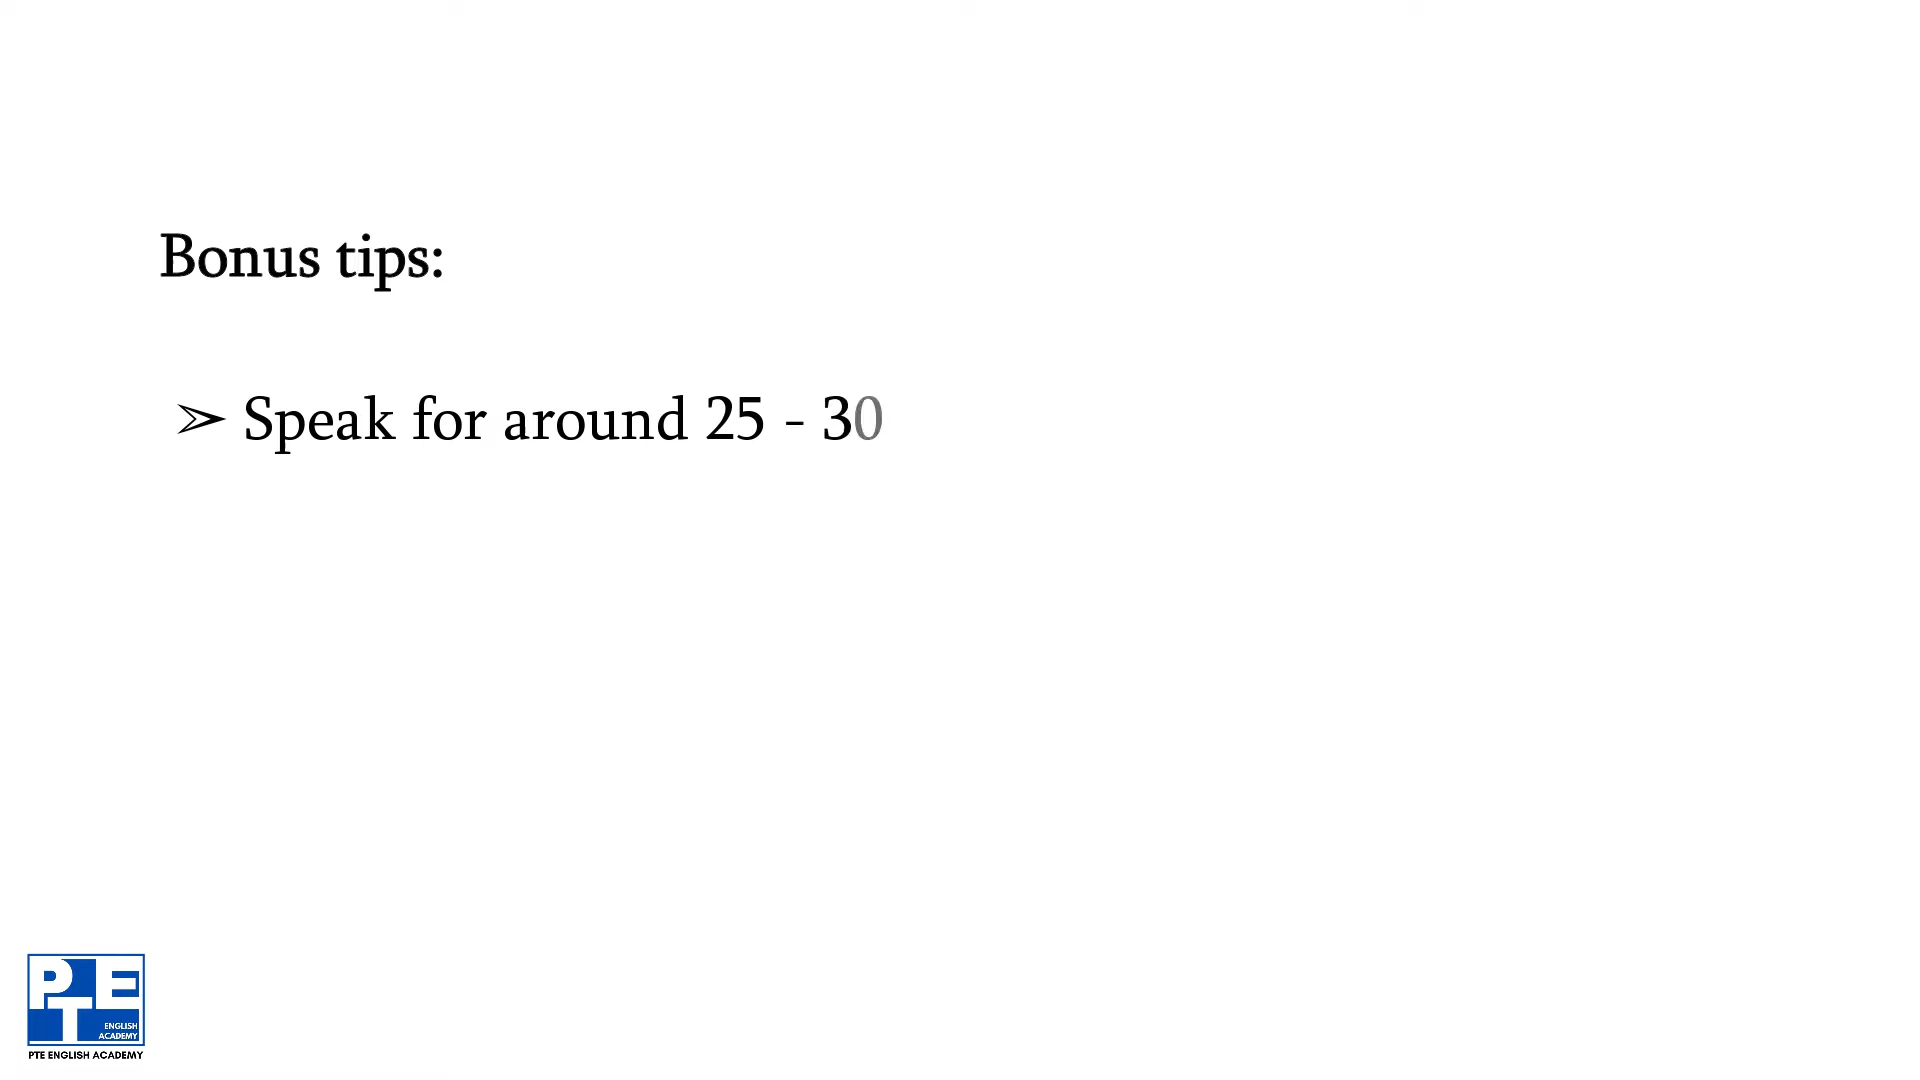 Bonus tips:
➢ Speak for around 25 - 30
PTE
ENGLISH
ACADEMY
PTE ENGLISH ACADEMY